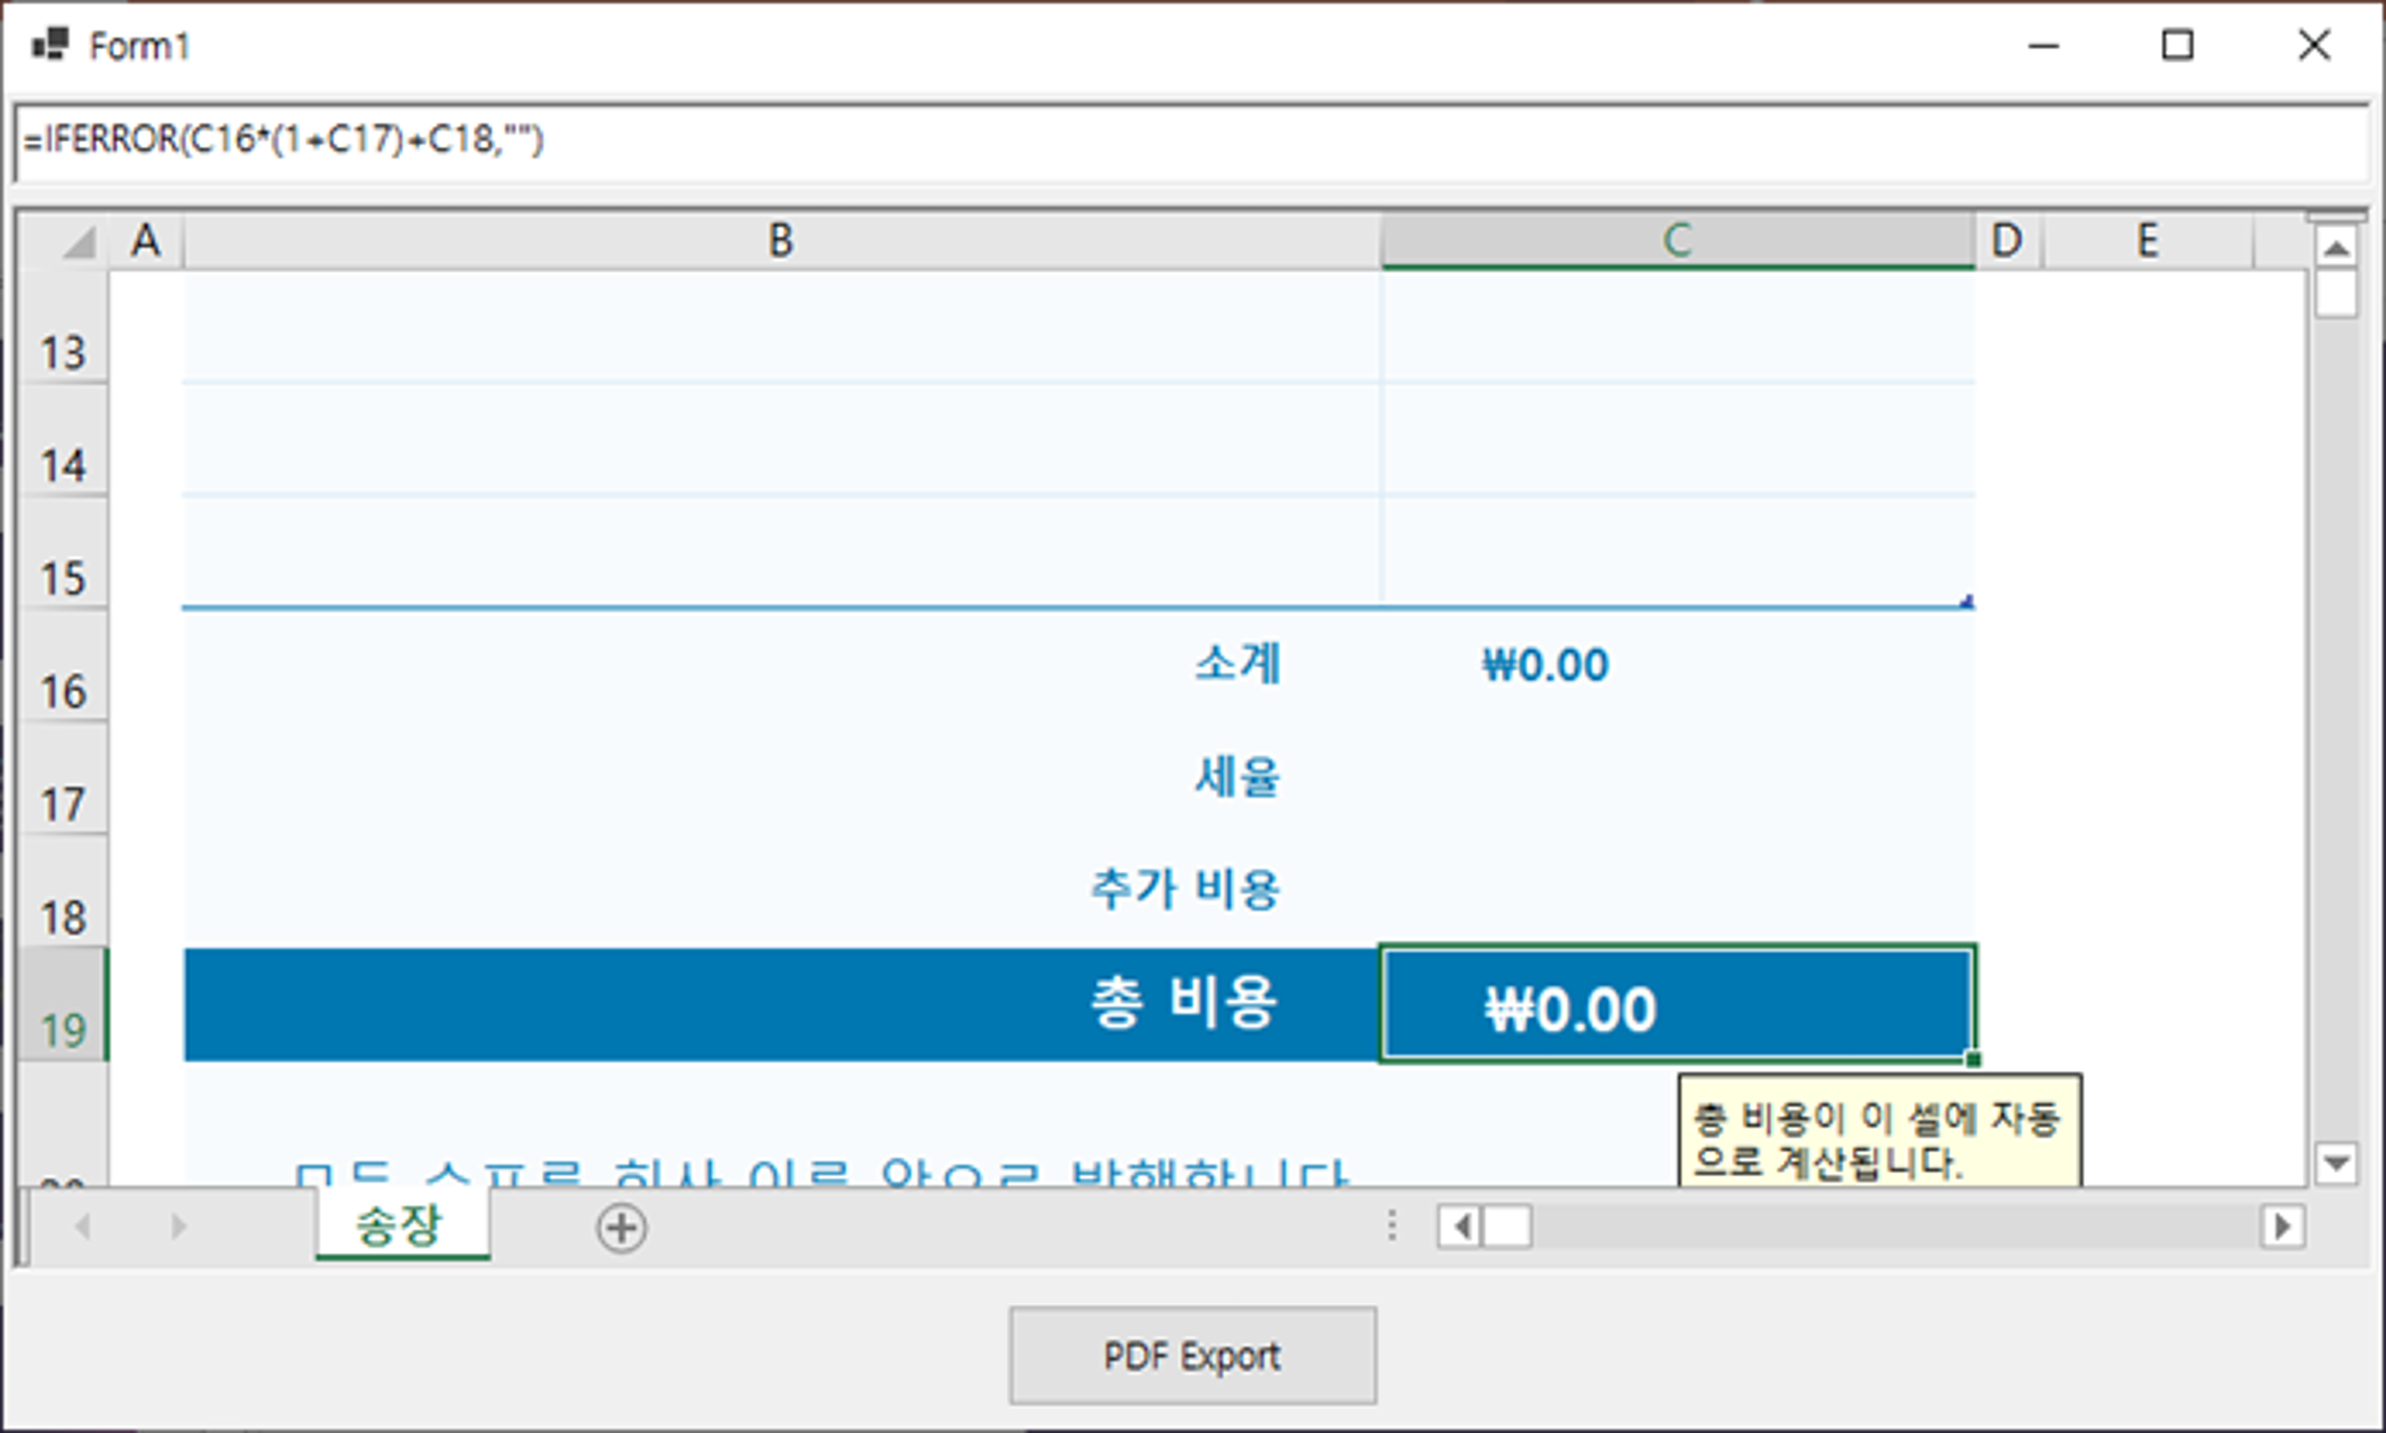 Form1
=IFERROR(C16*(1+C17)+C18,"")
A B C D E
13
14
15
16 소계 ₩0.00
17 세율
18 추가 비용
19 총 비용 ₩0.00
총 비용이 이 셀에 자동
으로 계산됩니다.
송장
PDF Export